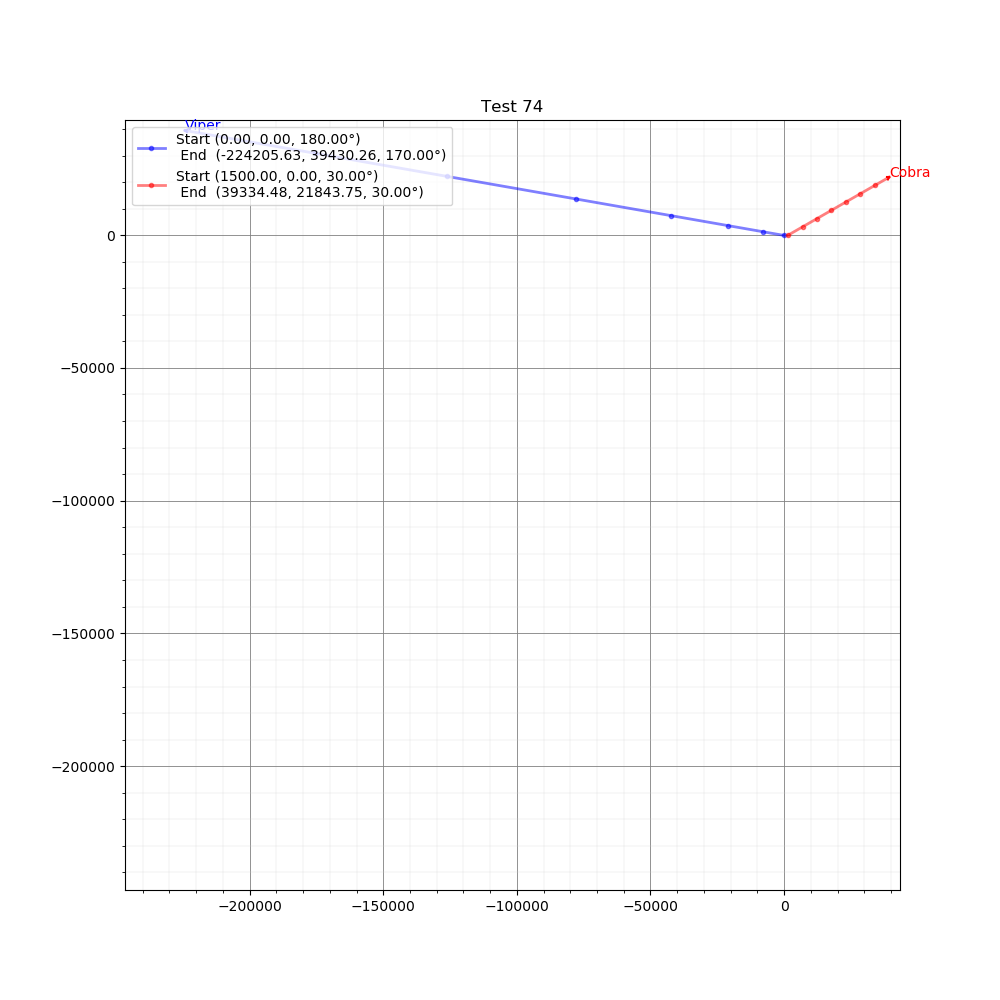 Test 74
Viper
Start (0.00, 0.00, 180.00°)
End (-224205.63, 39430.26, 170.00°)
Start (1500.00, 0.00, 30.00°)
End (39334.48, 21843.75, 30.00°)
Cobra
0
−50000
−100000
−150000
−200000
−200000
−150000
−100000
−50000
0